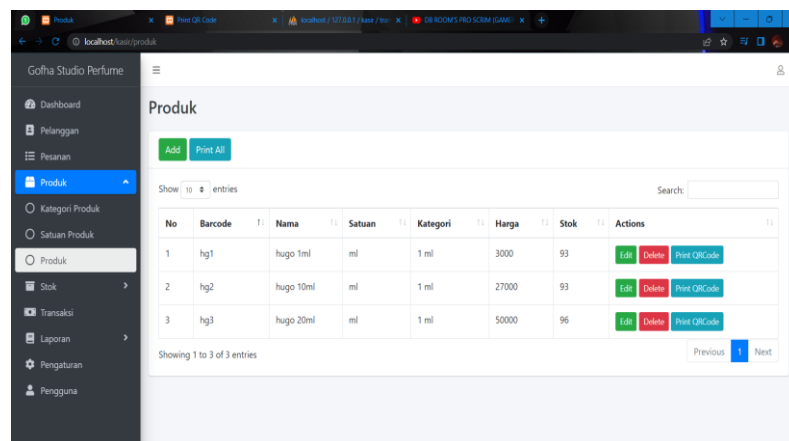 Produk
Print QR Code
localhost / 127.0.0.1 / kasir /
DB ROOM'S PRO SCRIM (GAME
localhost/kasir/produk
Gofha Studio Perfume
Dashboard
Pelanggan
Pesanan
Produk
Kategori Produk
Satuan Produk
Produk
Stok
Transaksi
Laporan
Pengaturan
Pengguna
Produk
Add Print All
Show 10 entries Search:
No Barcode Nama Satuan Kategori Harga Stok Actions
1 hg1 hugo 1ml ml 1 ml 3000 93 Edit Delete Print QRCode
2 hg2 hugo 10ml ml 1 ml 27000 93 Edit Delete Print QRCode
3 hg3 hugo 20ml ml 1 ml 50000 96 Edit Delete Print QRCode
Showing 1 to 3 of 3 entries Previous 1 Next